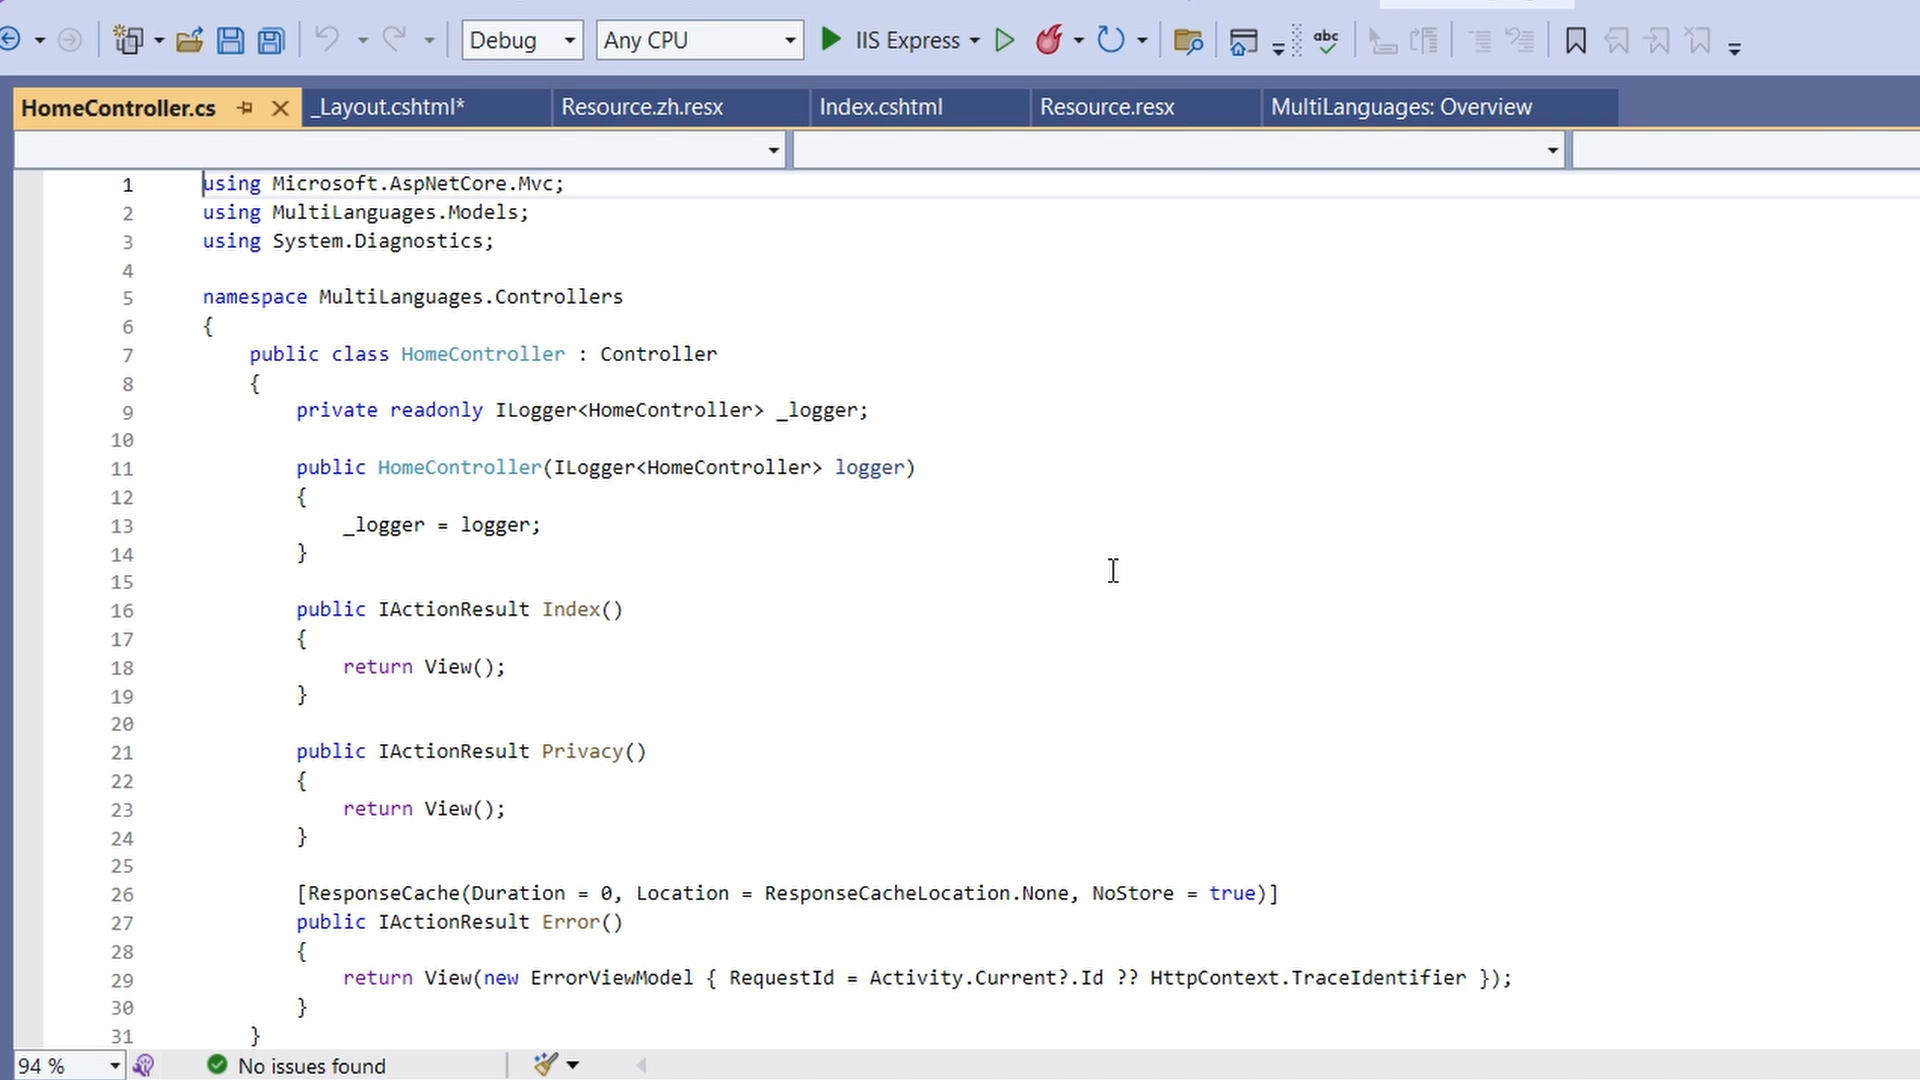 Debug
Any CPU
IIS Express
abc
HomeController.cs
_Layout.cshtml*
Resource.zh.resx
Index.cshtml
Resource.resx
MultiLanguages: Overview
1 using Microsoft.AspNetCore.Mvc;
2 using MultiLanguages.Models;
3 using System.Diagnostics;
4
5 namespace MultiLanguages.Controllers
6 {
7 public class HomeController : Controller
8 {
9 private readonly ILogger<HomeController> _logger;
10
11 public HomeController(ILogger<HomeController> logger)
12 {
13 _logger = logger;
14 }
15
16 public IActionResult Index()
17 {
18 return View();
19 }
20
21 public IActionResult Privacy()
22 {
23 return View();
24 }
25
26 [ResponseCache(Duration = 0, Location = ResponseCacheLocation.None, NoStore = true)]
27 public IActionResult Error()
28 {
29 return View(new ErrorViewModel { RequestId = Activity.Current?.Id ?? HttpContext.TraceIdentifier });
30 }
31 }
94 %
No issues found